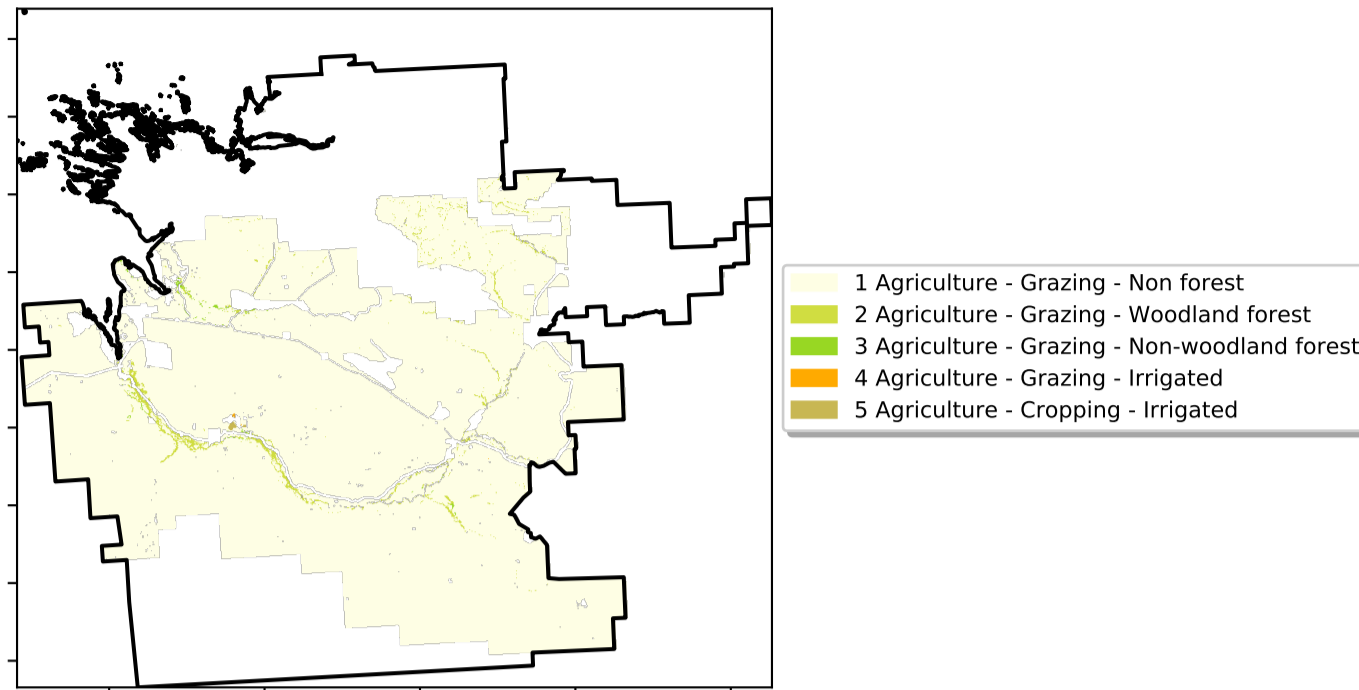 1 Agriculture - Grazing - Non forest
2 Agriculture - Grazing - Woodland forest
3 Agriculture - Grazing - Non-woodland forest
4 Agriculture - Grazing - Irrigated
5 Agriculture - Cropping - Irrigated